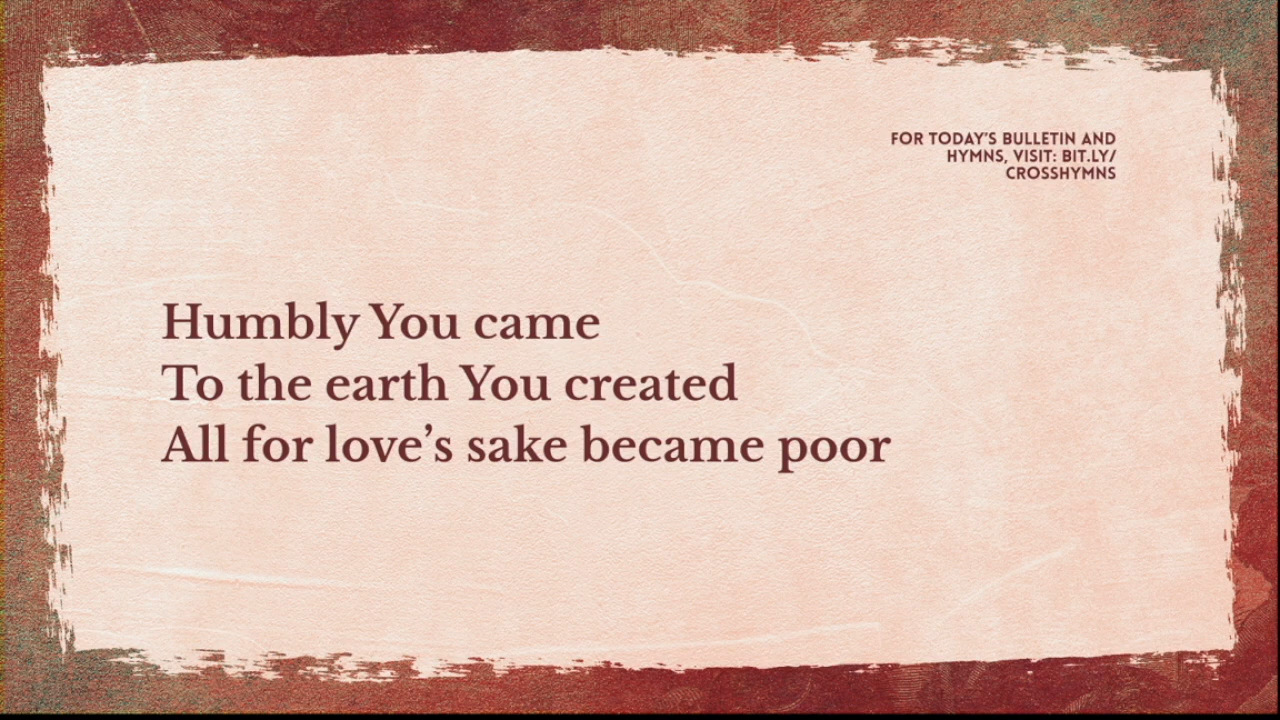 FOR TODAY’S BULLETIN AND
HYMNS, VISIT: BIT.LY/
CROSSHYMNS
Humbly You came
To the earth You created
All for love’s sake became poor